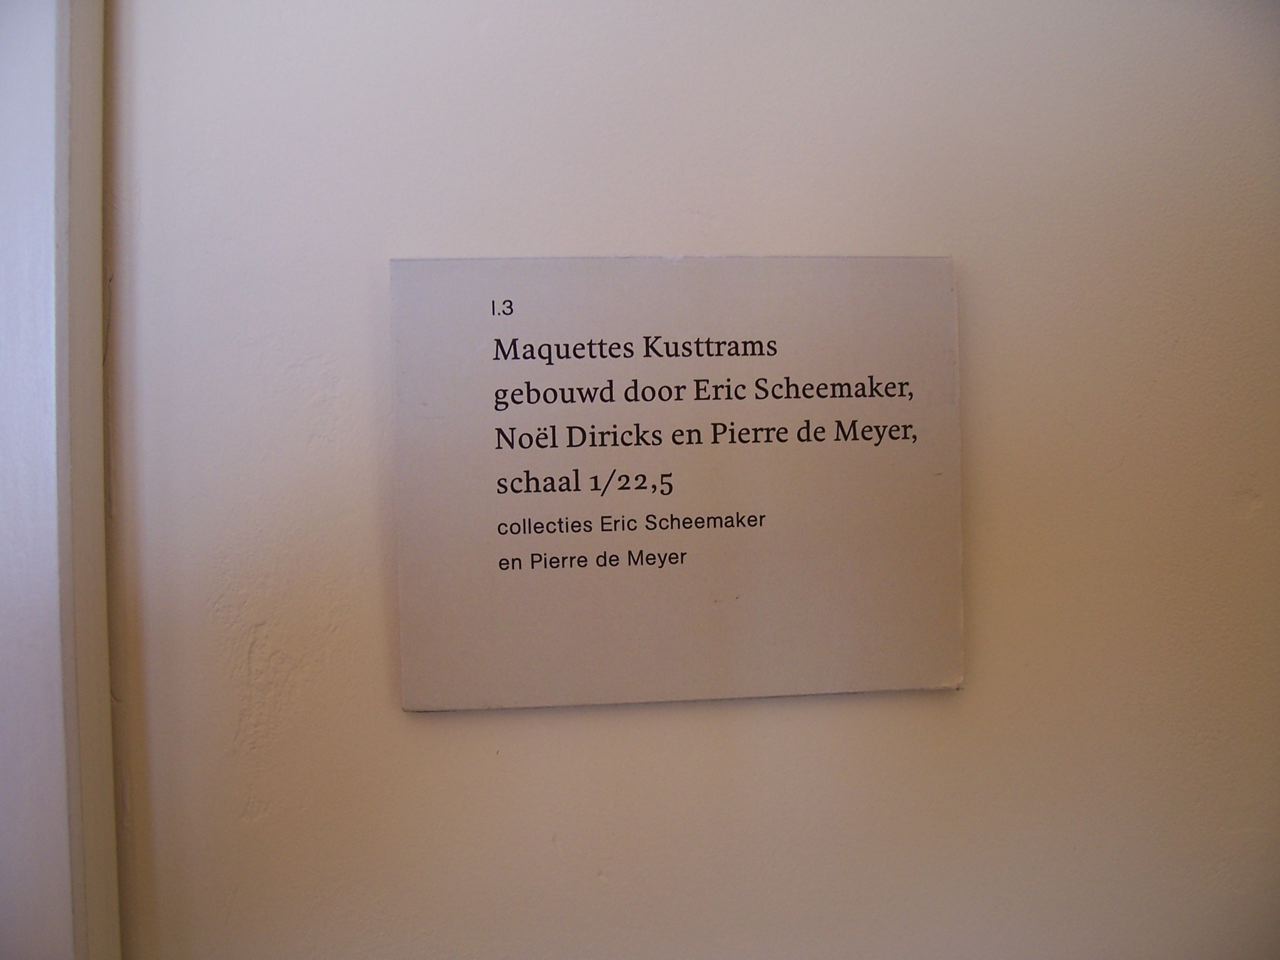 I.3
Maquettes Kusttrams
gebouwd door Eric Scheemaker,
Noël Diricks en Pierre de Meyer,
schaal 1/22,5
collecties Eric Scheemaker
en Pierre de Meyer